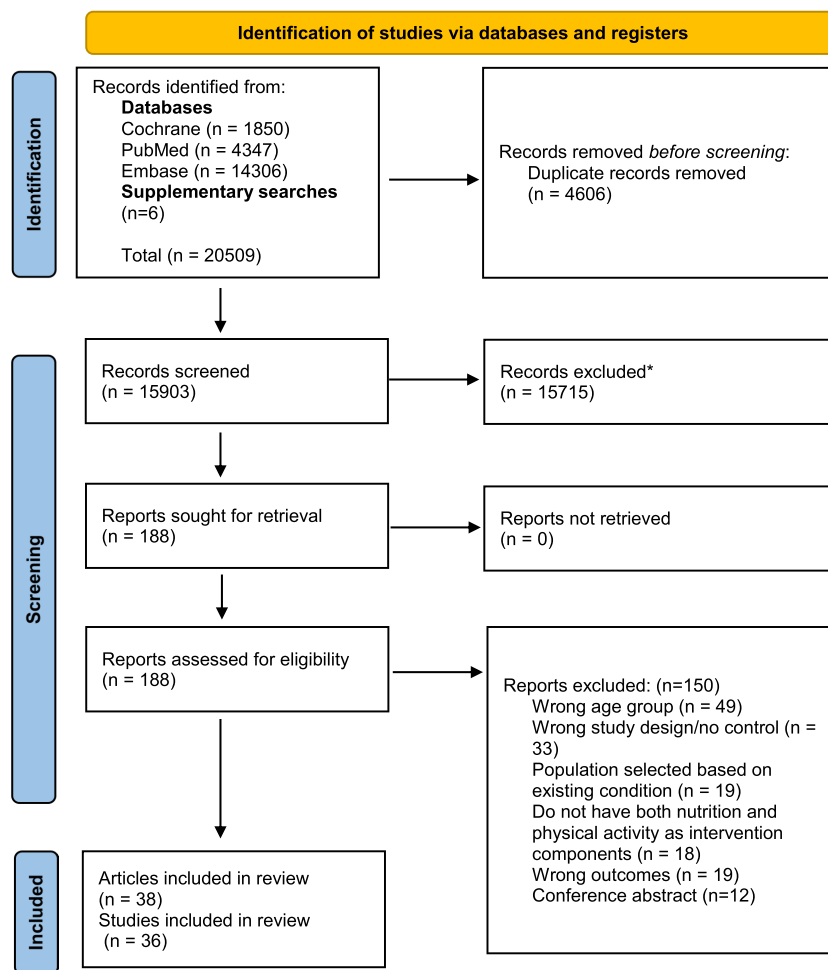 Identification of studies via databases and registers
Identification
Records identified from:
Databases
Cochrane (n = 1850)
PubMed (n = 4347)
Embase (n = 14306)
Supplementary searches
(n=6)
Total (n = 20509)
Records removed before screening:
Duplicate records removed
(n = 4606)
Screening
Records screened
(n = 15903)
Records excluded*
(n = 15715)
Reports sought for retrieval
(n = 188)
Reports not retrieved
(n = 0)
Reports assessed for eligibility
(n = 188)
Reports excluded: (n=150)
Wrong age group (n = 49)
Wrong study design/no control (n =
33)
Population selected based on
existing condition (n = 19)
Do not have both nutrition and
physical activity as intervention
components (n = 18)
Wrong outcomes (n = 19)
Conference abstract (n=12)
Included
Articles included in review
(n = 38)
Studies included in review
(n = 36)